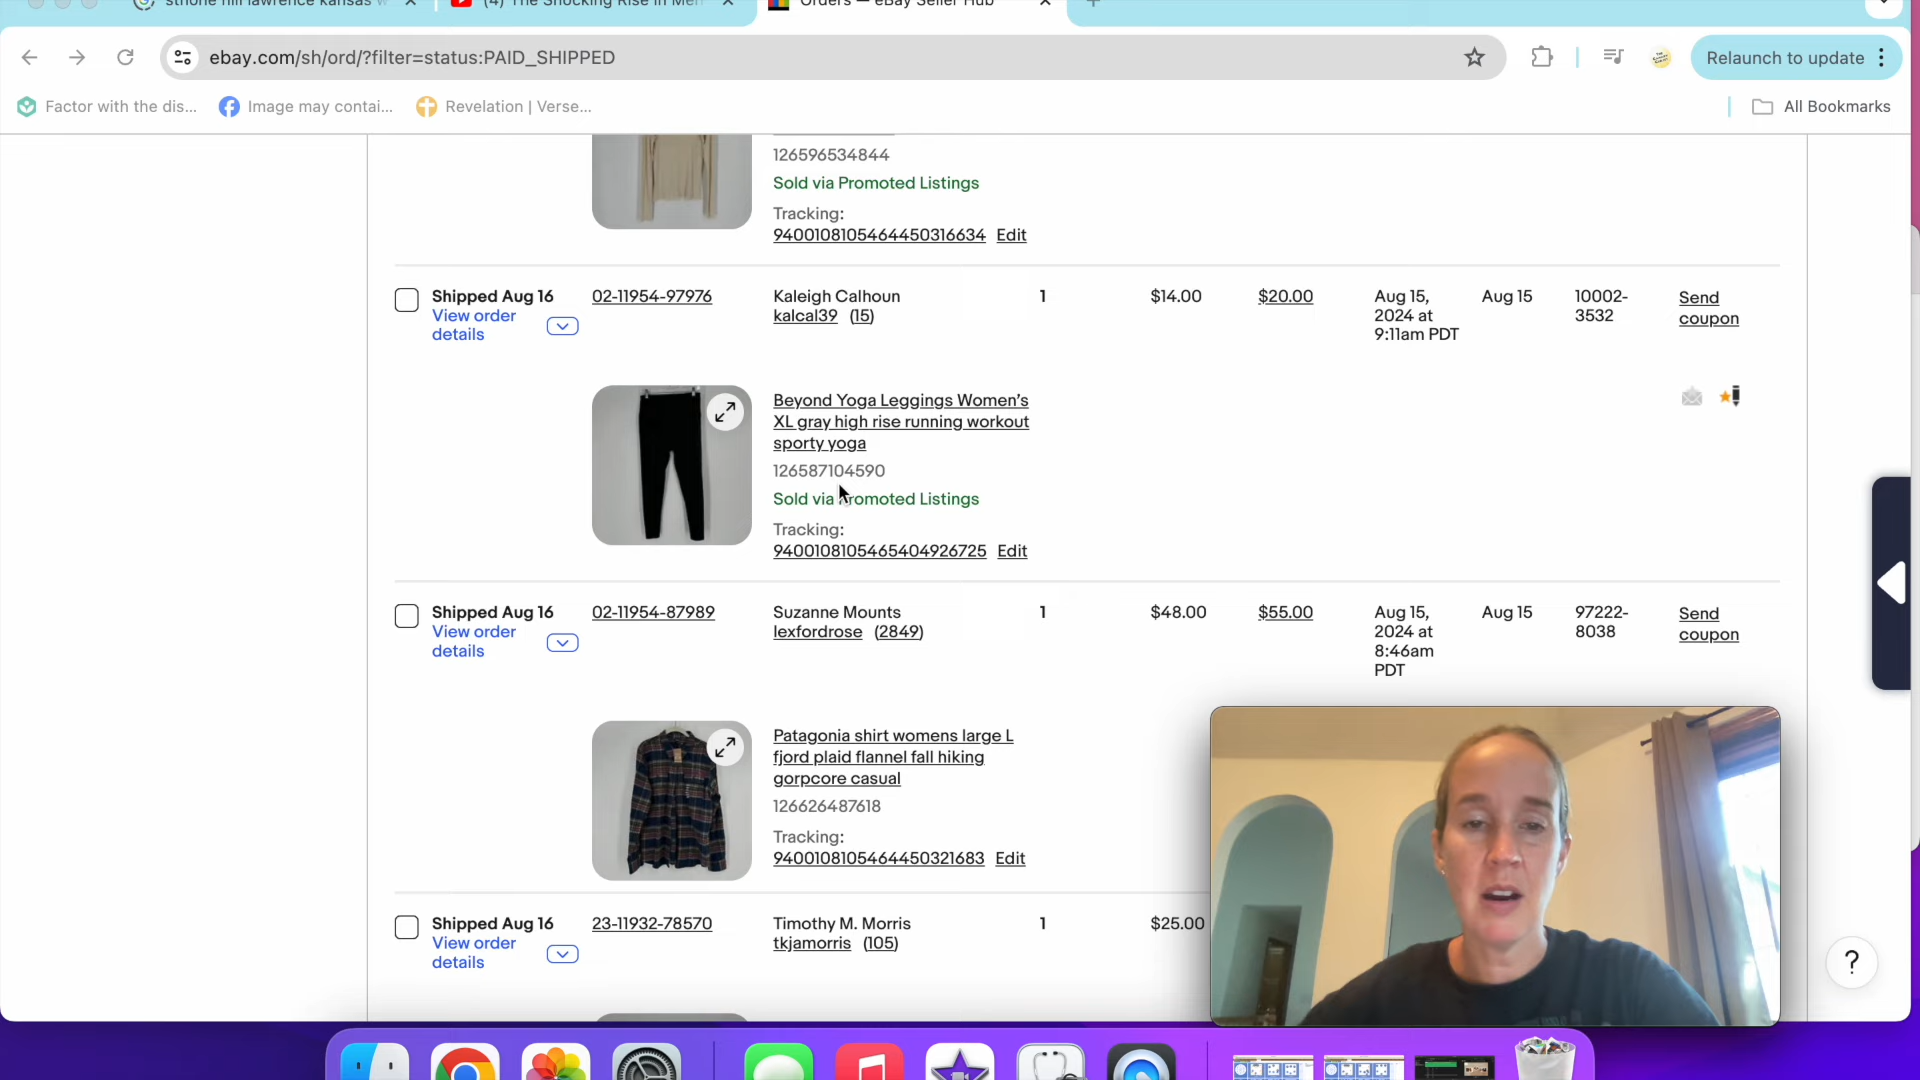 sthone hill lawrence kansas w
(4) The Shocking Rise in Men
Orders — eBay Seller Hub
ebay.com/sh/ord/?filter=status:PAID_SHIPPED
Relaunch to update
Factor with the dis...
Image may contai...
Revelation | Verse...
All Bookmarks
126596534844
Sold via Promoted Listings
Tracking:
9400108105464450316634 Edit
Shipped Aug 16
View order
details
02-11954-97976
Kaleigh Calhoun
kalcal39 (15)
1
$14.00
$20.00
Aug 15,
2024 at
9:11am PDT
Aug 15
10002-
3532
Send
coupon
Beyond Yoga Leggings Women's
XL gray high rise running workout
sporty yoga
126587104590
Sold via Promoted Listings
Tracking:
9400108105465404926725 Edit
Shipped Aug 16
View order
details
02-11954-87989
Suzanne Mounts
lexfordrose (2849)
1
$48.00
$55.00
Aug 15,
2024 at
8:46am
PDT
Aug 15
97222-
8038
Send
coupon
Patagonia shirt womens large L
fjord plaid flannel fall hiking
gorpcore casual
126626487618
Tracking:
9400108105464450321683 Edit
Shipped Aug 16
View order
details
23-11932-78570
Timothy M. Morris
tkjamorris (105)
1
$25.00
?